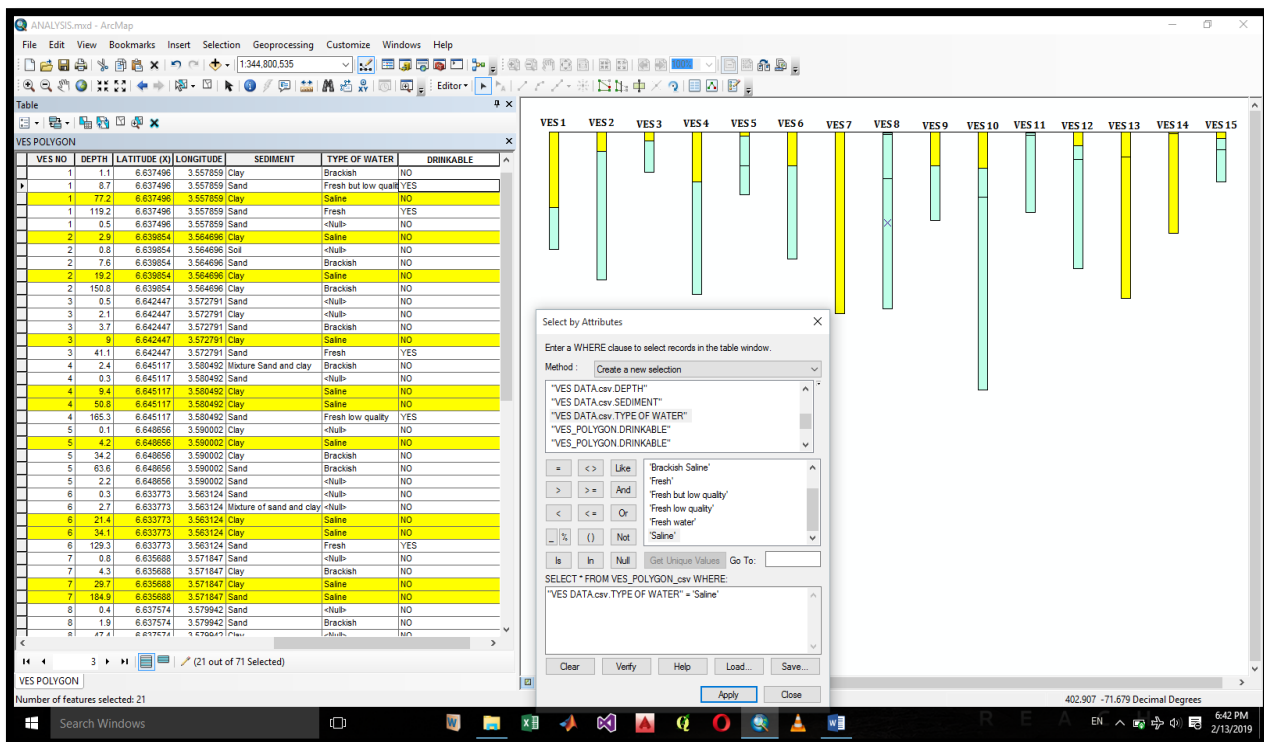 ANALYSIS.mxd - ArcMap
File Edit View Bookmarks Insert Selection Geoprocessing Customize Windows Help
1:344,800,535
100%
Editor
Table
VES POLYGON
VES NO DEPTH LATITUDE (X) LONGITUDE SEDIMENT TYPE OF WATER DRINKABLE
1 1.1 6.637496 3.557859 Clay Brackish NO
1 8.7 6.637496 3.557859 Sand Fresh but low qualit YES
1 77.2 6.637496 3.557859 Clay Saline NO
1 119.2 6.637496 3.557859 Sand Fresh YES
1 0.5 6.637496 3.557859 Sand <Null> NO
2 2.9 6.639854 3.564696 Clay Saline NO
2 0.8 6.639854 3.564696 Soil <Null> NO
2 7.6 6.639854 3.564696 Sand Brackish NO
2 19.2 6.639854 3.564696 Clay Saline NO
2 150.8 6.639854 3.564696 Clay Brackish NO
3 0.5 6.642447 3.572791 Sand <Null> NO
3 2.1 6.642447 3.572791 Clay <Null> NO
3 3.7 6.642447 3.572791 Sand Brackish NO
3 9 6.642447 3.572791 Clay Saline NO
3 41.1 6.642447 3.572791 Sand Fresh YES
4 2.4 6.645117 3.580492 Mixture Sand and clay Brackish NO
4 0.3 6.645117 3.580492 Sand <Null> NO
4 9.4 6.645117 3.580492 Clay Saline NO
4 50.8 6.645117 3.580492 Clay Saline NO
4 165.3 6.645117 3.580492 Sand Fresh low quality YES
5 0.1 6.648656 3.590002 Clay <Null> NO
5 4.2 6.648656 3.590002 Clay Saline NO
5 34.2 6.648656 3.590002 Clay Brackish NO
5 63.6 6.648656 3.590002 Sand Brackish NO
5 2.2 6.648656 3.590002 Sand <Null> NO
6 0.3 6.633773 3.563124 Sand <Null> NO
6 2.7 6.633773 3.563124 Mixture of sand and clay <Null> NO
6 21.4 6.633773 3.563124 Clay Saline NO
6 34.1 6.633773 3.563124 Clay Saline NO
6 129.3 6.633773 3.563124 Sand Fresh YES
7 0.8 6.635688 3.571847 Sand <Null> NO
7 4.3 6.635688 3.571847 Clay Brackish NO
7 29.7 6.635688 3.571847 Clay Saline NO
7 184.9 6.635688 3.571847 Sand Saline NO
8 0.4 6.637574 3.579942 Sand <Null> NO
8 1.9 6.637574 3.579942 Sand Brackish NO
8 47.4 6.637574 3.579942 Clay <Null> NO
3 (21 out of 71 Selected)
VES POLYGON
Number of features selected: 21
VES 1 VES 2 VES 3 VES 4 VES 5 VES 6 VES 7 VES 8 VES 9 VES 10 VES 11 VES 12 VES 13 VES 14 VES 15
Select by Attributes
Enter a WHERE clause to select records in the table window.
Method : Create a new selection
"VES DATA.csv.DEPTH"
"VES DATA.csv.SEDIMENT"
"VES DATA.csv.TYPE OF WATER"
"VES_POLYGON.DRINKABLE"
"VES_POLYGON.DRINKABLE"
= <> Like
> >= And
< <= Or
_ % () Not
'Brackish Saline'
'Fresh'
'Fresh but low quality'
'Fresh low quality'
'Fresh water'
'Saline'
Is In Null Get Unique Values Go To:
SELECT * FROM VES_POLYGON_csv WHERE:
"VES DATA.csv.TYPE OF WATER" = 'Saline'
Clear Verify Help Load... Save...
Apply Close
402.907 -71.679 Decimal Degrees
Search Windows
R E A
EN
6:42 PM
2/13/2019